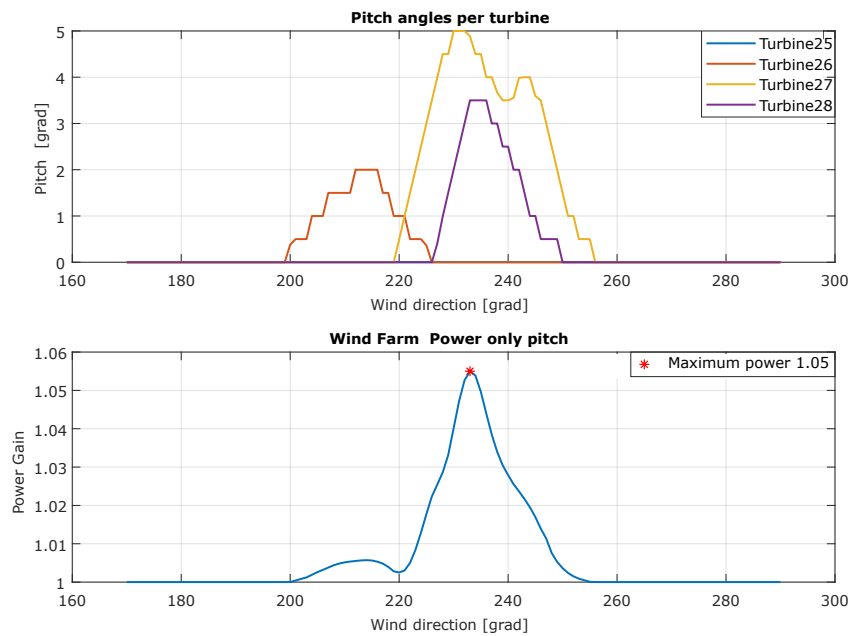 Pitch angles per turbine
5
4
3
2
1
0
Pitch  [grad]
Turbine25
Turbine26
Turbine27
Turbine28
160 180 200 220 240 260 280 300
Wind direction [grad]
Wind Farm  Power only pitch
1.06
1.05
1.04
1.03
1.02
1.01
1
Power Gain
Maximum power 1.05
160 180 200 220 240 260 280 300
Wind direction [grad]